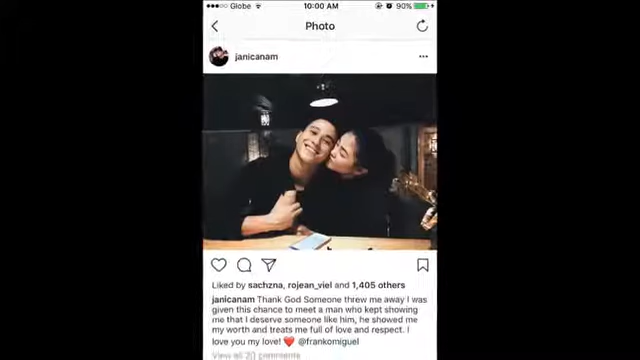 Globe
10:00 AM
90%
Photo
janicanam
Liked by sachzna, rojean_viel and 1,405 others
janicanam Thank God Someone threw me away I was
given this chance to meet a man who kept showing
me that I deserve someone like him, he showed me
my worth and treats me full of love and respect. I
love you my love! ❤️ @frankomiguel
View all 20 comments